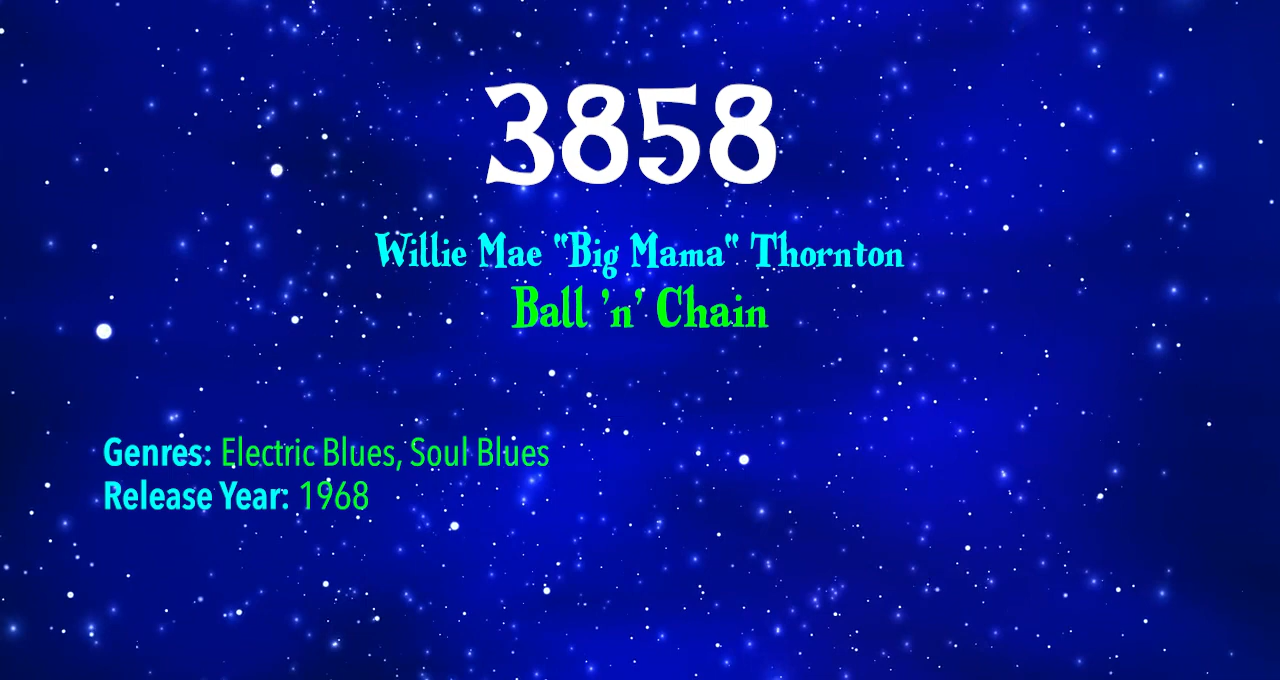 3858
Willie Mae "Big Mama" Thornton
Ball 'n' Chain
Genres: Electric Blues, Soul Blues
Release Year: 1968